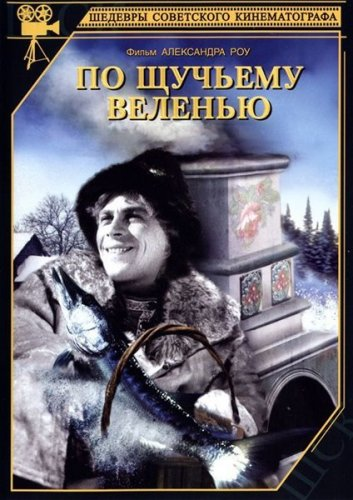 ШЕДЕВРЫ СОВЕТСКОГО КИНЕМАТОГРАФА
Фильм АЛЕКСАНДРА РОУ
ПО ЩУЧЬЕМУ
ВЕЛЕНЬЮ